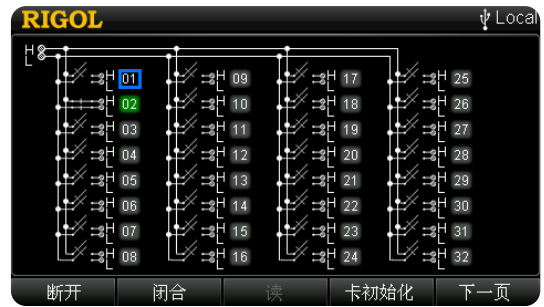 RIGOL Local
H
L
H 01 H 09 H 17 H 25
L L L L
H 02 H 10 H 18 H 26
L L L L
H 03 H 11 H 19 H 27
L L L L
H 04 H 12 H 20 H 28
L L L L
H 05 H 13 H 21 H 29
L L L L
H 06 H 14 H 22 H 30
L L L L
H 07 H 15 H 23 H 31
L L L L
H 08 H 16 H 24 H 32
L L L L
断开 闭合 读 卡初始化 下一页